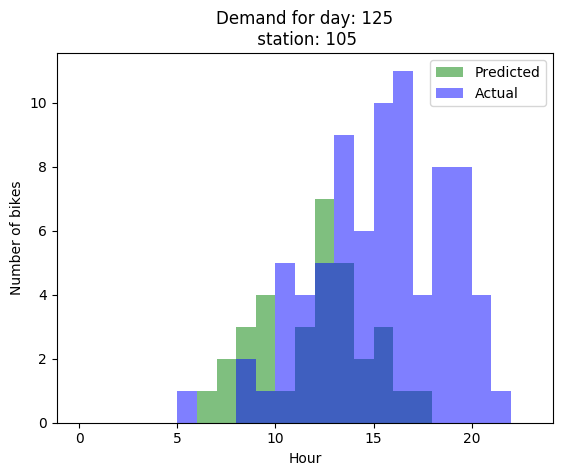 Demand for day: 125
station: 105
Predicted
Actual
Number of bikes
10
8
6
4
2
0
0 5 10 15 20
Hour